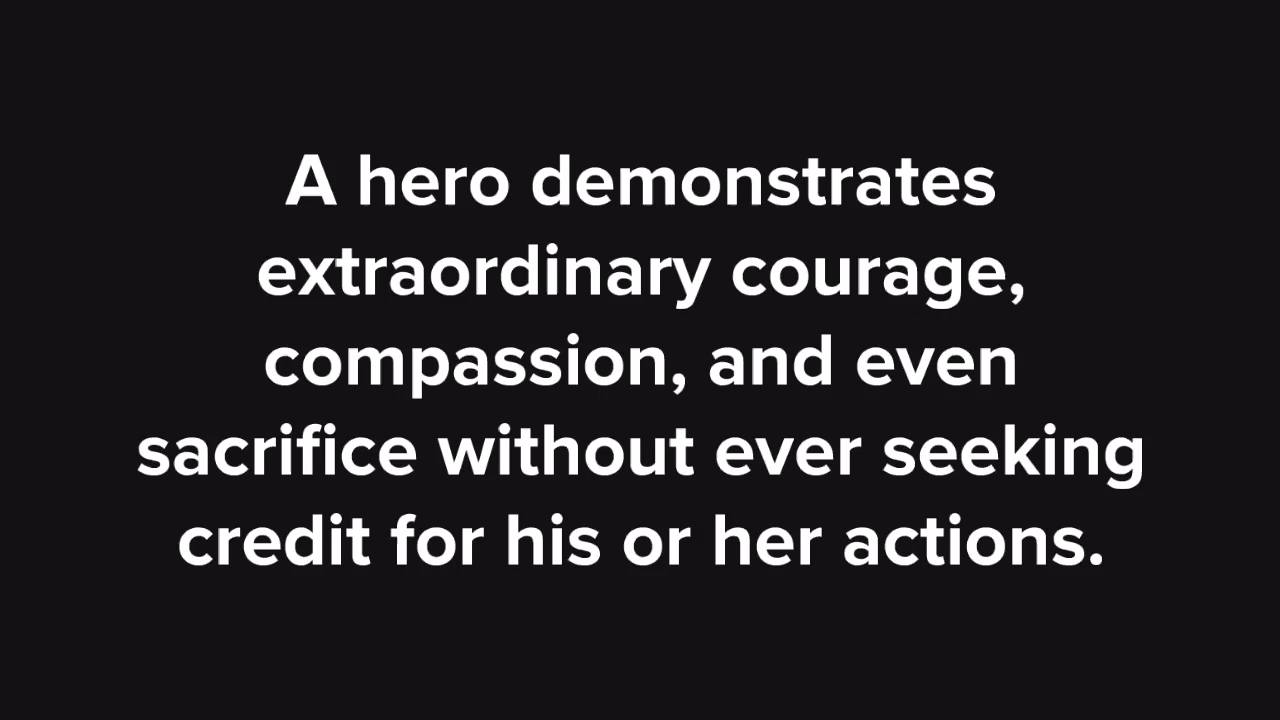 A hero demonstrates
extraordinary courage,
compassion, and even
sacrifice without ever seeking
credit for his or her actions.